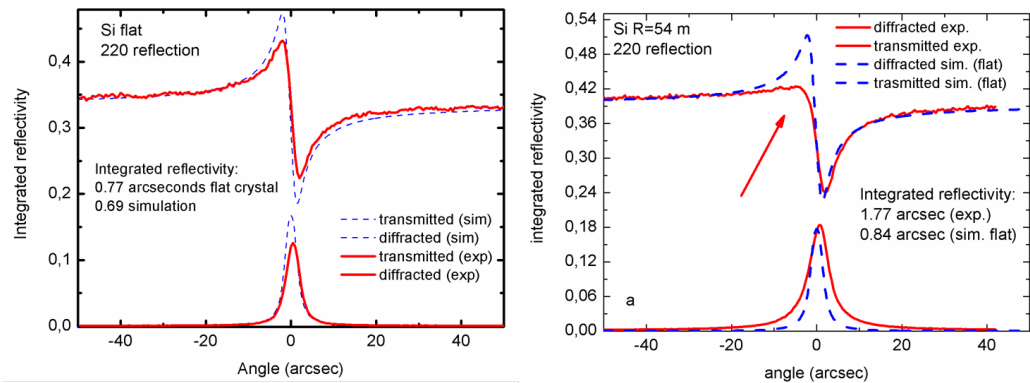 Si flat
220 reflection
0,4
0,3
0,2
0,1
0,0
Integrated reflectivity
Integrated reflectivity:
0.77 arcseconds flat crystal
0.69 simulation
transmitted (sim)
diffracted (sim)
transmitted (exp)
diffracted (exp)
-40
-20
0
20
40
Angle (arcsec)
Si R=54 m
220 reflection
0,54
0,48
0,42
0,36
0,30
0,24
0,18
0,12
0,06
0,00
integrated reflectivity
diffracted exp.
transmitted exp.
diffracted sim. (flat)
trasmitted sim. (flat)
Integrated reflectivity:
1.77 arcsec (exp.)
0.84 arcsec (sim. flat)
a
-40
-20
0
20
40
angle (arcsec)